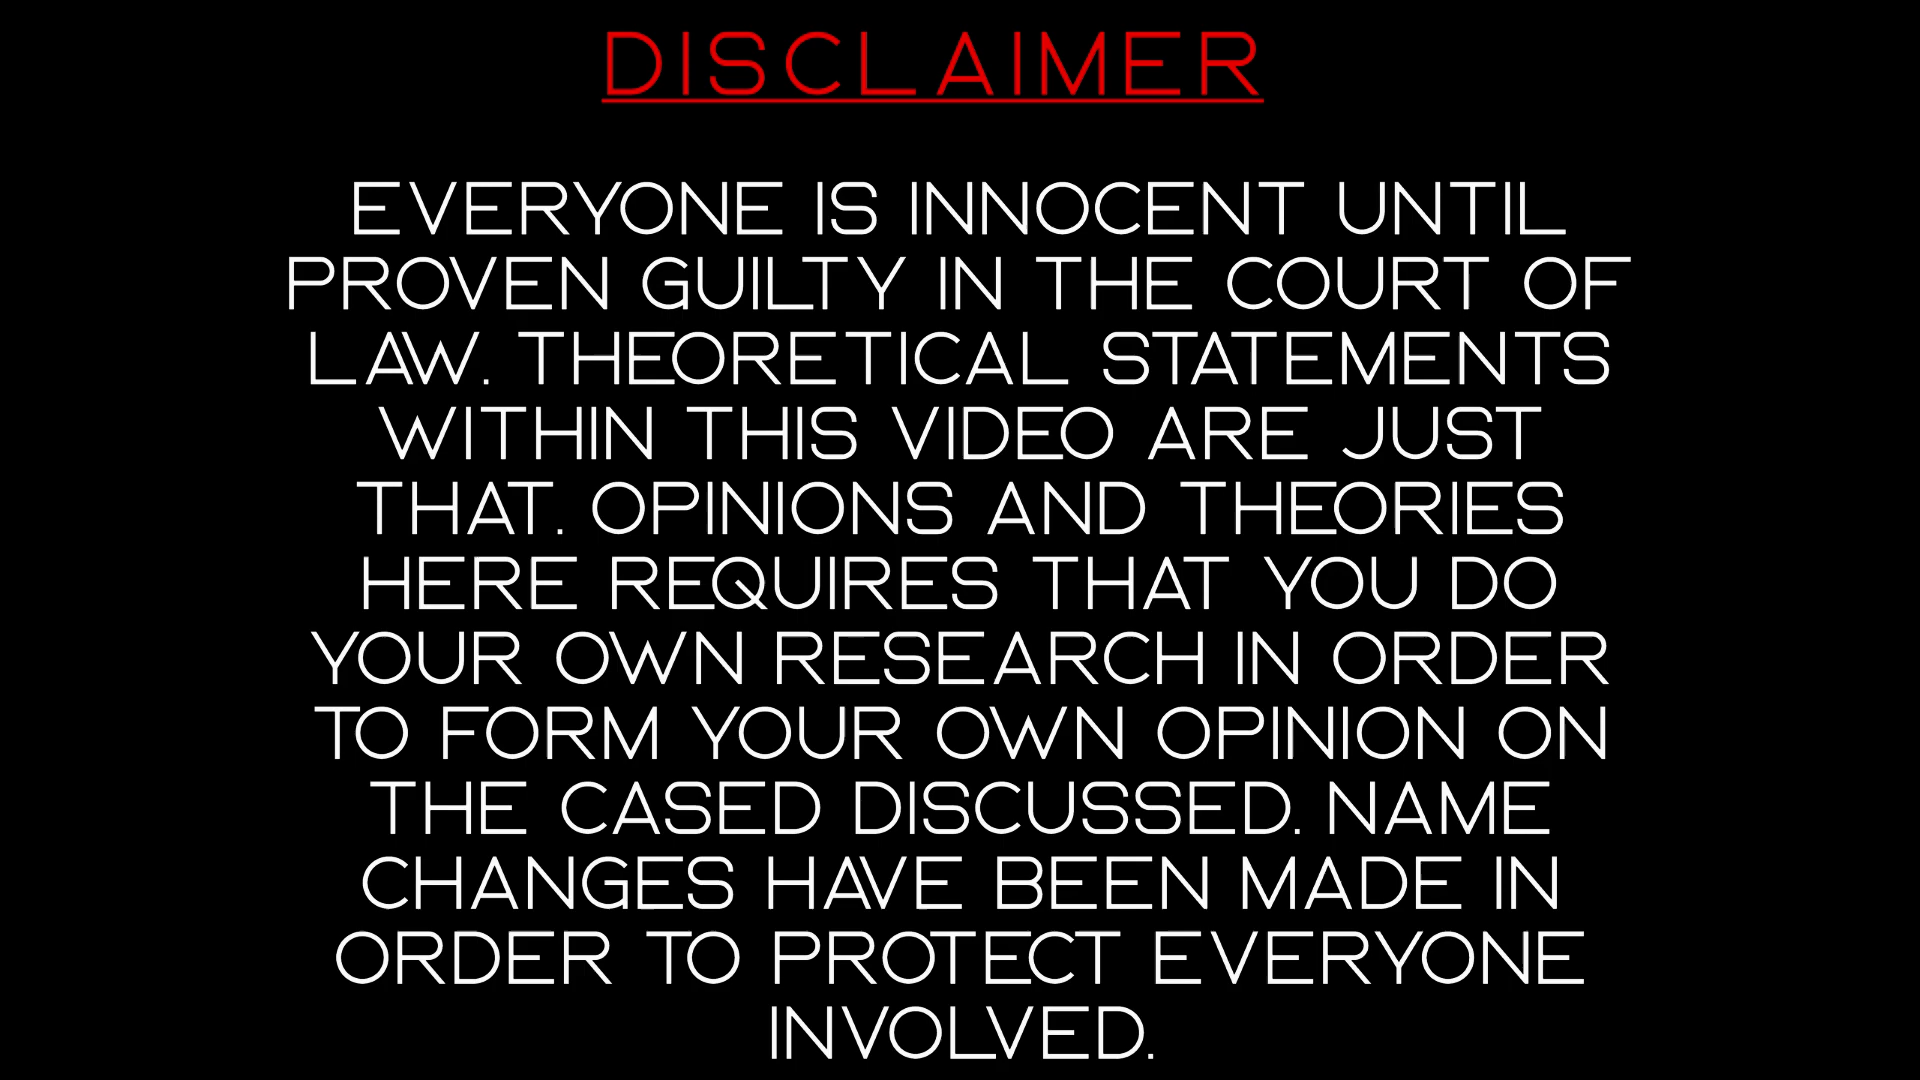 DISCLAIMER
EVERYONE IS INNOCENT UNTIL
PROVEN GUILTY IN THE COURT OF
LAW. THEORETICAL STATEMENTS
WITHIN THIS VIDEO ARE JUST
THAT. OPINIONS AND THEORIES
HERE REQUIRES THAT YOU DO
YOUR OWN RESEARCH IN ORDER
TO FORM YOUR OWN OPINION ON
THE CASED DISCUSSED. NAME
CHANGES HAVE BEEN MADE IN
ORDER TO PROTECT EVERYONE
INVOLVED.